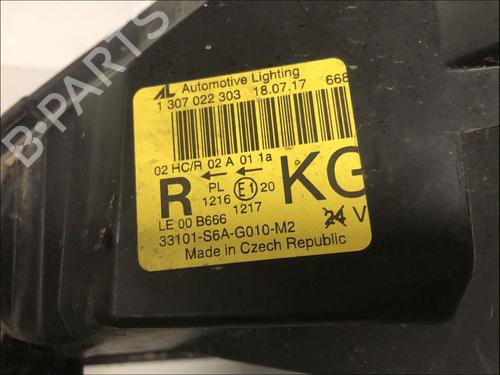 AL Automotive Lighting
1 307 022 303 18.07.17 668
02 HC/R 02 A 01 1a
R PL E1 20 KG
1216 1217
LE 00 B666
33101-S6A-G010-M2 24 V
Made in Czech Republic
B-PARTS